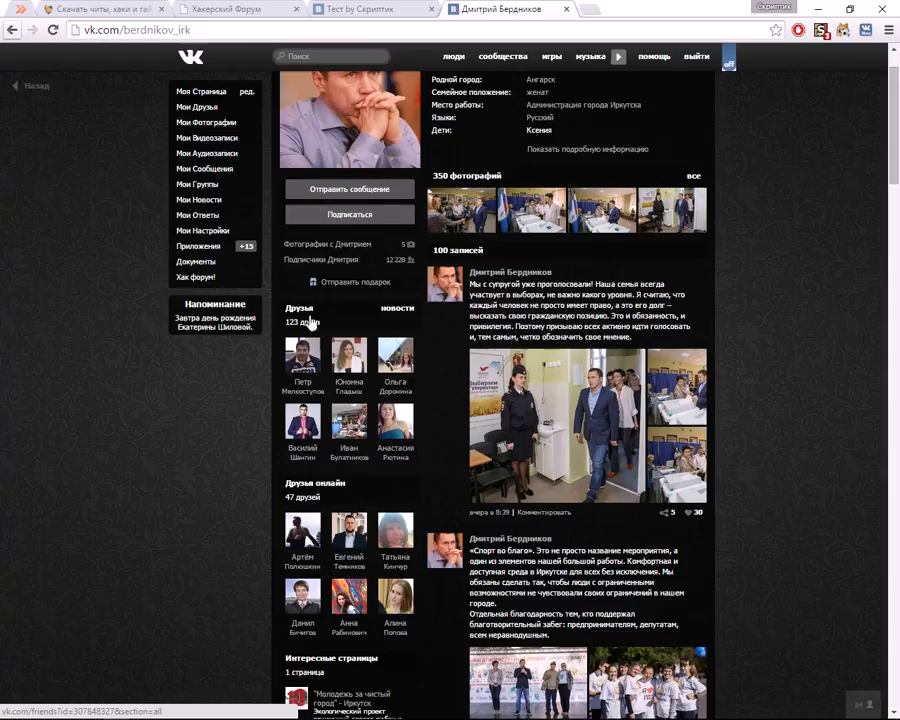 Скачать читы, хаки и гай
Хакерский Форум
Тест by Скриптик
Дмитрий Бердников
Скриптик
vk.com/berdnikov_irk
Поиск
люди
сообщества
игры
музыка
помощь
выйти
off
Назад
Моя Страница
ред.
Мои Друзья
Мои Фотографии
Мои Видеозаписи
Мои Аудиозаписи
Мои Сообщения
Мои Группы
Мои Новости
Мои Ответы
Мои Настройки
Приложения
+15
Документы
Хак форум!
Напоминание
Завтра день рождения
Екатерины Шиловой.
Отправить сообщение
Подписаться
Фотографии с Дмитрием 5
Подписчики Дмитрия 12 228
Отправить подарок
Друзья
новости
123
Петр
Мелкоступов
Юнонна
Гладыш
Ольга
Доронина
Василий
Шангин
Иван
Булатников
Анастасия
Рютина
Друзья онлайн
47 друзей
Артём
Полюшкин
Евгений
Темников
Татьяна
Кинчур
Данил
Бичигов
Анна
Рабинович
Алина
Попова
Интересные страницы
1 страница
"Молодежь за чистый
город" - Иркутск
Экологический проект
Родной город: Ангарск
Семейное положение: женат
Место работы: Администрация города Иркутска
Языки: Русский
Дети: Ксения
Показать подробную информацию
350 фотографий
все
100 записей
Дмитрий Бердников
Мы с супругой уже проголосовали! Наша семья всегда
участвует в выборах, не важно какого уровня. Я считаю, что
каждый человек не просто имеет право, а это его долг –
высказать свою гражданскую позицию. Это и обязанность, и
привилегия. Поэтому призываю всех активно идти голосовать
и, тем самым, четко обозначить свое мнение.
Выбираем
губернатора
вчера в 8:39 | Комментировать
5
30
Дмитрий Бердников
«Спорт во благо». Это не просто название мероприятия, а
один из элементов нашей большой работы. Комфортная и
доступная среда в Иркутске для всех без исключения. Мы
обязаны сделать так, чтобы люди с ограниченными
возможностями не чувствовали своих ограничений в нашем
городе.
Отдельная благодарность тем, кто поддержал
благотворительный забег: предпринимателям, депутатам,
всем неравнодушным.
vk.com/friends?id=307848327&section=all
34